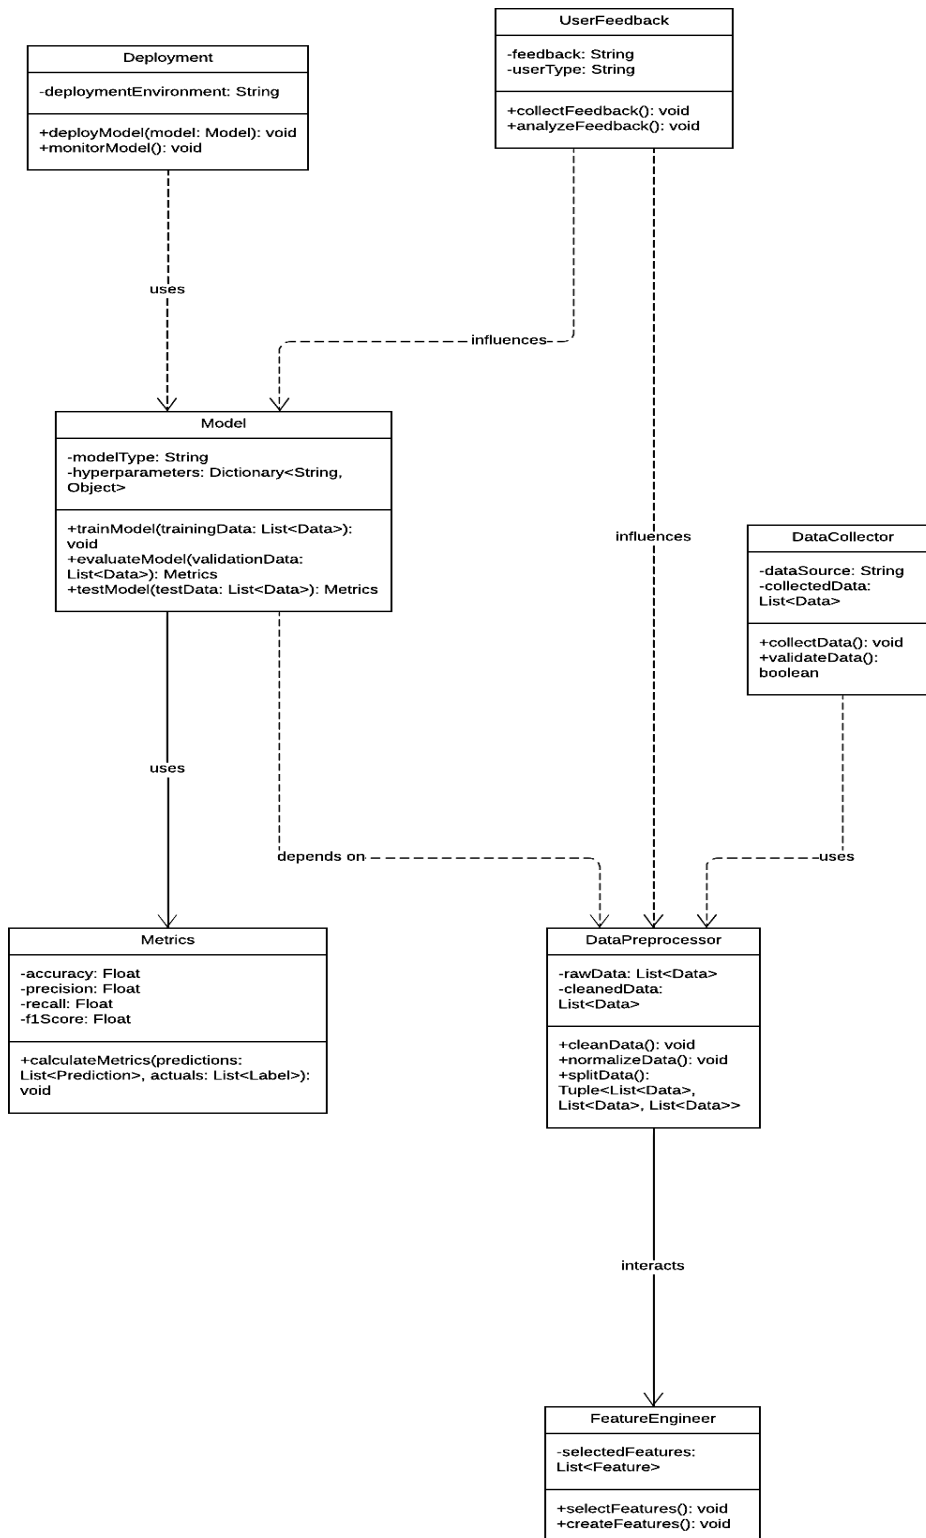 UserFeedback
-feedback: String
-userType: String
+collectFeedback(): void
+analyzeFeedback(): void
Deployment
-deploymentEnvironment: String
+deployModel(model: Model): void
+monitorModel(): void
uses
influences
Model
-modelType: String
-hyperparameters: Dictionary<String,
Object>
+trainModel(trainingData: List<Data>):
void
+evaluateModel(validationData:
List<Data>): Metrics
+testModel(testData: List<Data>): Metrics
influences
DataCollector
-dataSource: String
-collectedData:
List<Data>
+collectData(): void
+validateData():
boolean
uses
depends on
uses
Metrics
-accuracy: Float
-precision: Float
-recall: Float
-f1Score: Float
+calculateMetrics(predictions:
List<Prediction>, actuals: List<Label>):
void
DataPreprocessor
-rawData: List<Data>
-cleanedData:
List<Data>
+cleanData(): void
+normalizeData(): void
+splitData():
Tuple<List<Data>,
List<Data>, List<Data>>
interacts
FeatureEngineer
-selectedFeatures:
List<Feature>
+selectFeatures(): void
+createFeatures(): void